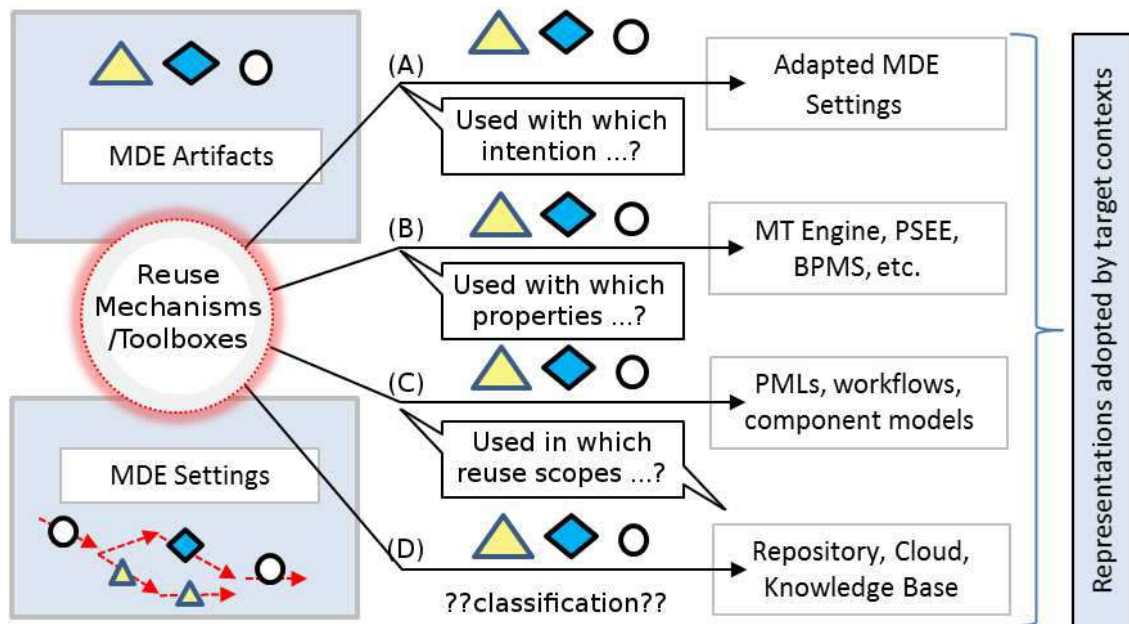 MDE Artifacts
Reuse
Mechanisms
/Toolboxes
MDE Settings
(A)
Used with which
intention ...?
Adapted MDE
Settings
(B)
Used with which
properties ...?
MT Engine, PSEE,
BPMS, etc.
(C)
Used in which
reuse scopes ...?
PMLs, workflows,
component models
(D)
??classification??
Repository, Cloud,
Knowledge Base
Representations adopted by target contexts